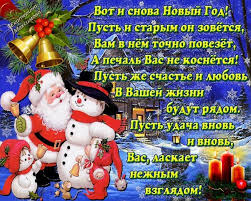 Вот и снова Новый Год!
Пусть и старым он зовётся,
Вам в нём точно повезёт,
А печаль Вас не коснётся!
Пусть же счастье и любовь
В Вашей жизни
будут рядом.
Пусть удача вновь
и вновь,
Вас, ласкает
нежным
взглядом!